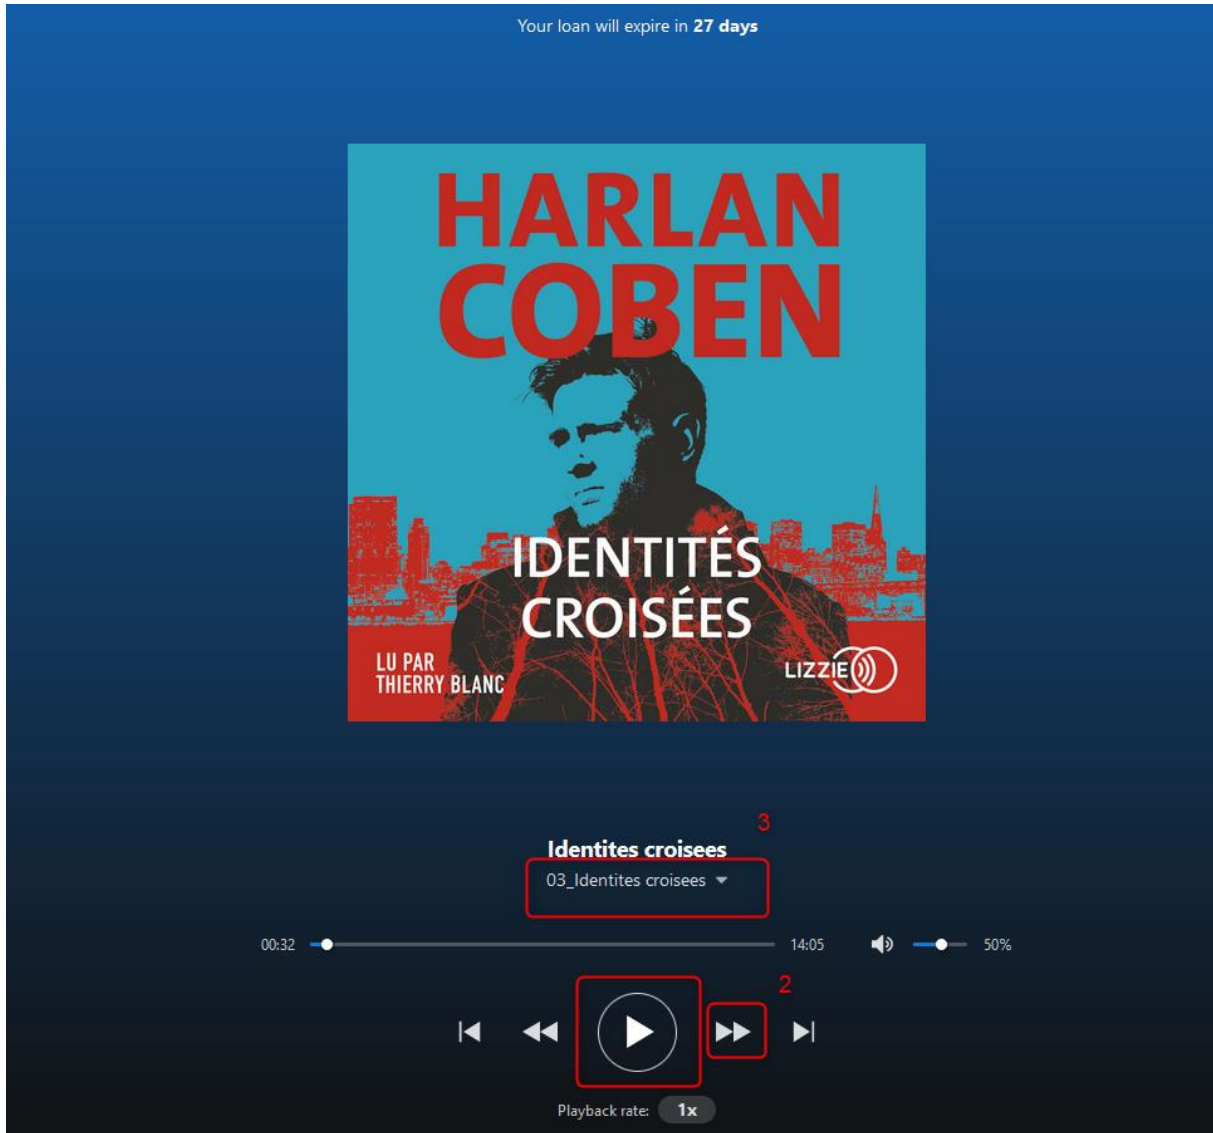 Your loan will expire in 27 days
HARLAN
COBEN
IDENTITÉS
CROISÉES
LU PAR
THIERRY BLANC
LIZZIE
3
Identites croisees
03_Identites croisees
00:32
14:05
50%
2
Playback rate: 1x